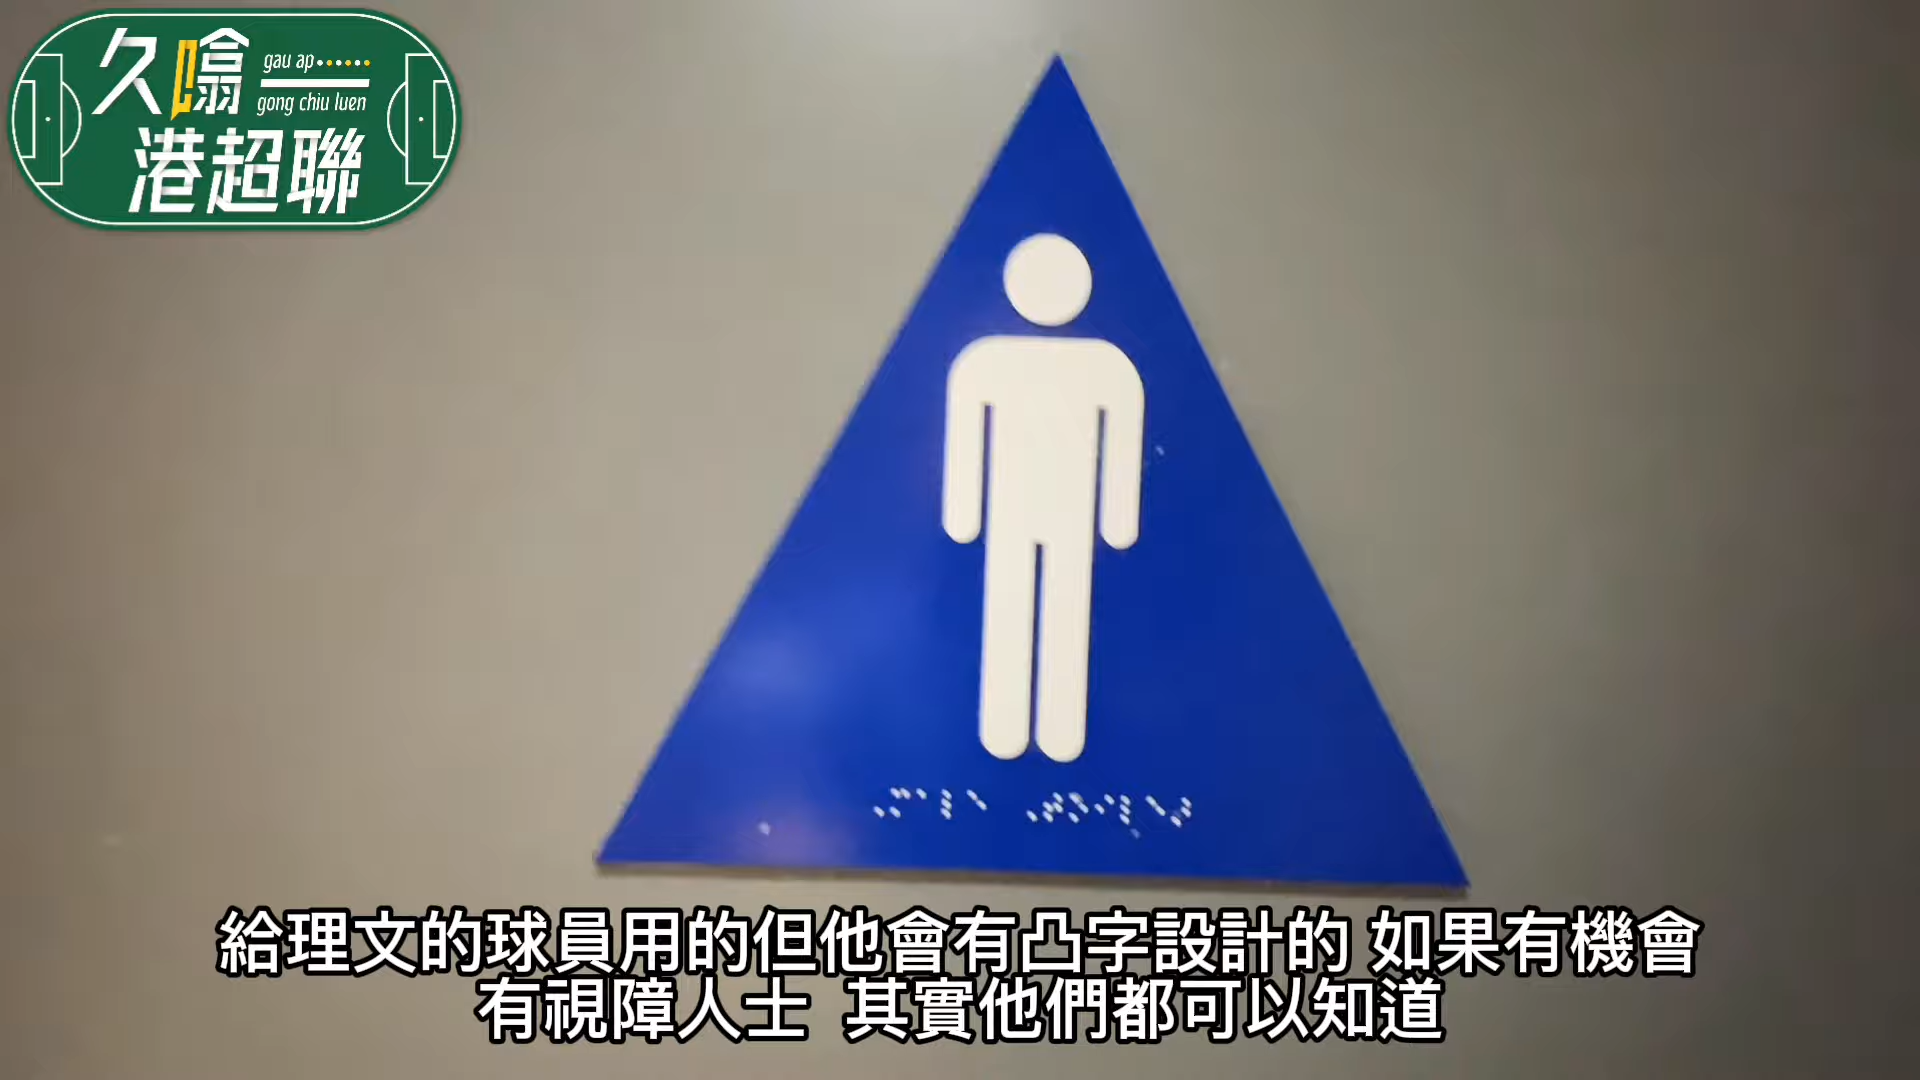 久噏
gau ap
gong chiu luen
港超聯
給理文的球員用的但他會有凸字設計的 如果有機會
有視障人士 其實他們都可以知道